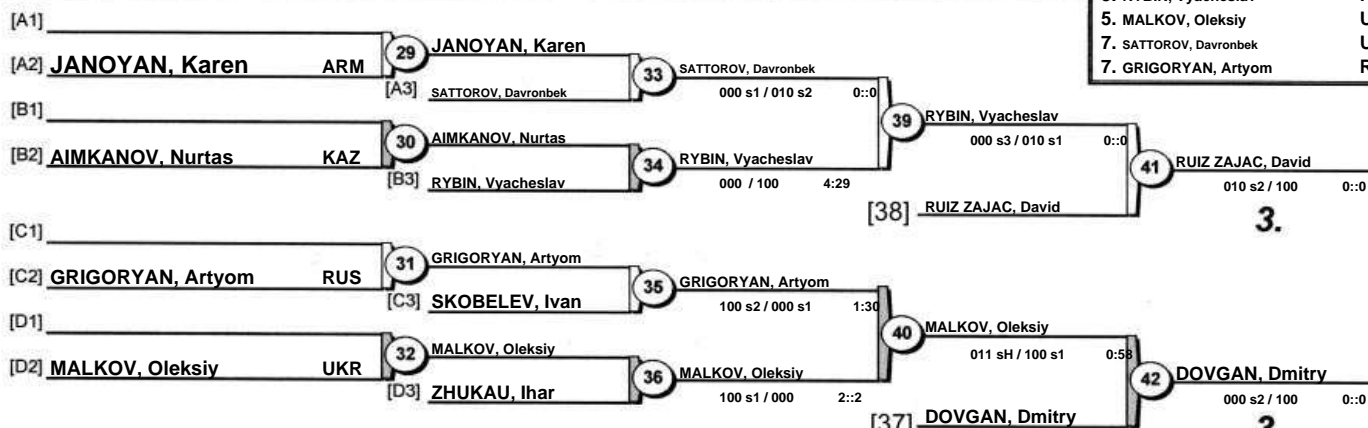 [A1]
[A2] JANOYAN, Karen ARM
29
JANOYAN, Karen
[A3] SATTOROV, Davronbek
33
SATTOROV, Davronbek
000 s1 / 010 s2 0::0
[B1]
[B2] AIMKANOV, Nurtas KAZ
30
AIMKANOV, Nurtas
[B3] RYBIN, Vyacheslav
34
RYBIN, Vyacheslav
000 / 100 4:29
39
RYBIN, Vyacheslav
000 s3 / 010 s1 0::0
[38] RUIZ ZAJAC, David
41
RUIZ ZAJAC, David
010 s2 / 100 0::0
3.
[C1]
[C2] GRIGORYAN, Artyom RUS
31
GRIGORYAN, Artyom
[C3] SKOBELEV, Ivan
35
GRIGORYAN, Artyom
100 s2 / 000 s1 1:30
[D1]
[D2] MALKOV, Oleksiy UKR
32
MALKOV, Oleksiy
[D3] ZHUKAU, Ihar
36
MALKOV, Oleksiy
100 s1 / 000 2::2
40
MALKOV, Oleksiy
011 sH / 100 s1 0:58
[37] DOVGAN, Dmitry
42
DOVGAN, Dmitry
000 s2 / 100 0::0
5. MALKOV, Oleksiy U
7. SATTOROV, Davronbek U
7. GRIGORYAN, Artyom R